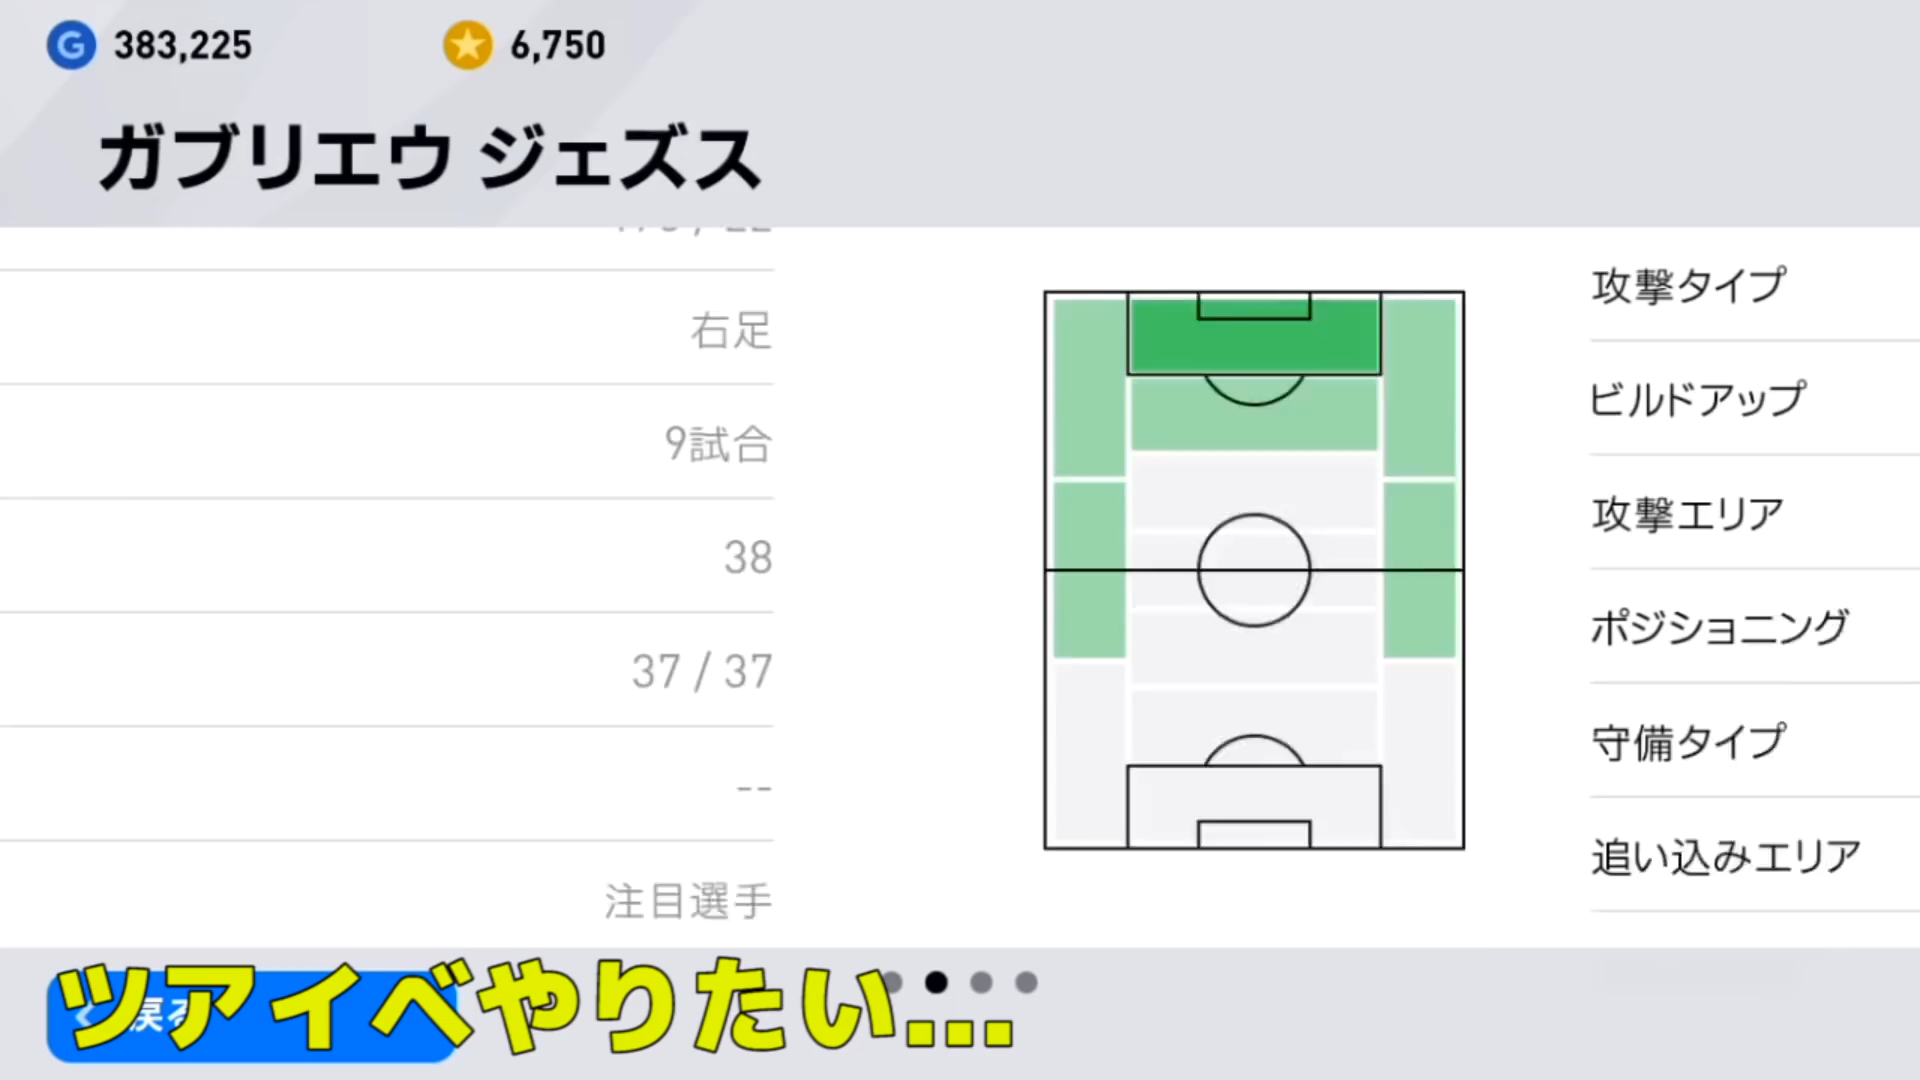 383,225
6,750
ガブリエウ ジェズス
右足
9試合
38
37 / 37
--
注目選手
攻撃タイプ
ビルドアップ
攻撃エリア
ポジショニング
守備タイプ
追い込みエリア
ツアイベやりたい...